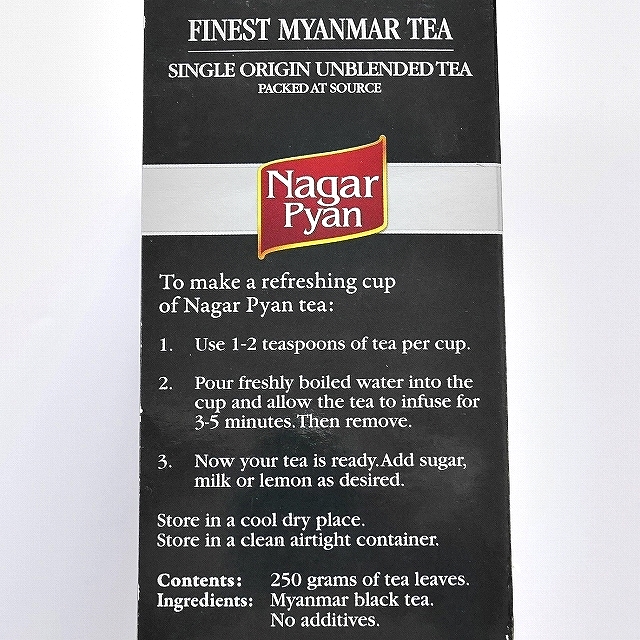 FINEST MYANMAR TEA
SINGLE ORIGIN UNBLENDED TEA
PACKED AT SOURCE
Nagar
Pyan
To make a refreshing cup
of Nagar Pyan tea:
1. Use 1-2 teaspoons of tea per cup.
2. Pour freshly boiled water into the
cup and allow the tea to infuse for
3-5 minutes. Then remove.
3. Now your tea is ready. Add sugar,
milk or lemon as desired.
Store in a cool dry place.
Store in a clean airtight container.
Contents: 250 grams of tea leaves.
Ingredients: Myanmar black tea.
No additives.